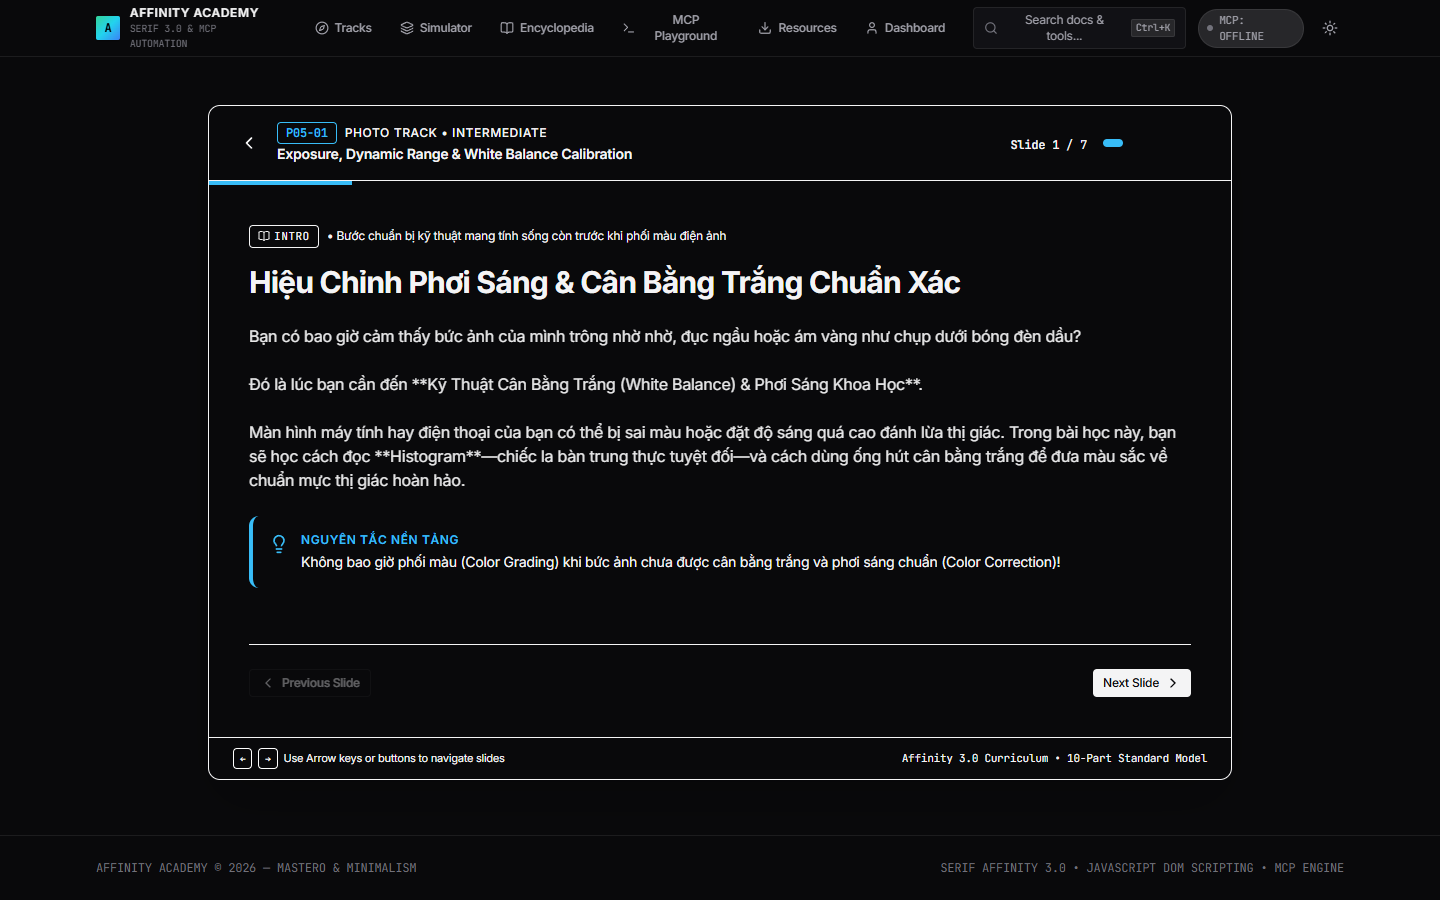 A
AFFINITY ACADEMY
SERIF 3.0 & MCP
AUTOMATION
Tracks
Simulator
Encyclopedia
MCP
Playground
Resources
Dashboard
Search docs &
tools...
Ctrl+K
MCP:
OFFLINE
P05-01 PHOTO TRACK • INTERMEDIATE
Exposure, Dynamic Range & White Balance Calibration
Slide 1 / 7
INTRO • Bước chuẩn bị kỹ thuật mang tính sống còn trước khi phối màu điện ảnh
Hiệu Chỉnh Phơi Sáng & Cân Bằng Trắng Chuẩn Xác
Bạn có bao giờ cảm thấy bức ảnh của mình trông nhờ nhờ, đục ngầu hoặc ám vàng như chụp dưới bóng đèn dầu?
Đó là lúc bạn cần đến **Kỹ Thuật Cân Bằng Trắng (White Balance) & Phơi Sáng Khoa Học**.
Màn hình máy tính hay điện thoại của bạn có thể bị sai màu hoặc đặt độ sáng quá cao đánh lừa thị giác. Trong bài học này, bạn
sẽ học cách đọc **Histogram**—chiếc la bàn trung thực tuyệt đối—và cách dùng ống hút cân bằng trắng để đưa màu sắc về
chuẩn mực thị giác hoàn hảo.
NGUYÊN TẮC NỀN TẢNG
Không bao giờ phối màu (Color Grading) khi bức ảnh chưa được cân bằng trắng và phơi sáng chuẩn (Color Correction)!
Previous Slide
Next Slide
← → Use Arrow keys or buttons to navigate slides
Affinity 3.0 Curriculum • 10-Part Standard Model
AFFINITY ACADEMY © 2026 — MASTERO & MINIMALISM
SERIF AFFINITY 3.0 • JAVASCRIPT DOM SCRIPTING • MCP ENGINE